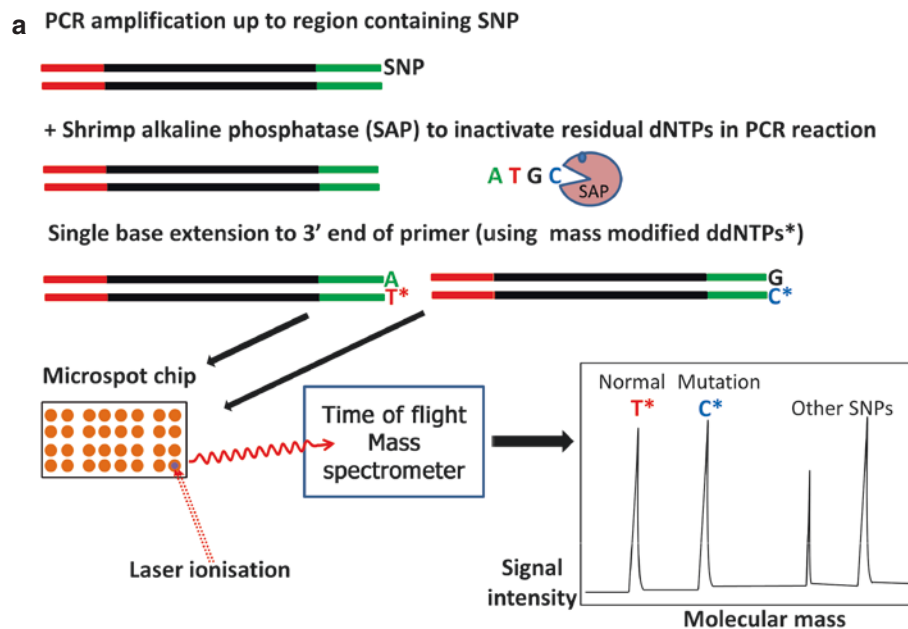 a PCR amplification up to region containing SNP
SNP
+ Shrimp alkaline phosphatase (SAP) to inactivate residual dNTPs in PCR reaction
A T G C
SAP
Single base extension to 3’ end of primer (using mass modified ddNTPs*)
A
T*
G
C*
Microspot chip
Time of flight
Mass
spectrometer
Laser ionisation
Normal Mutation
T* C*
Other SNPs
Signal
intensity
Molecular mass